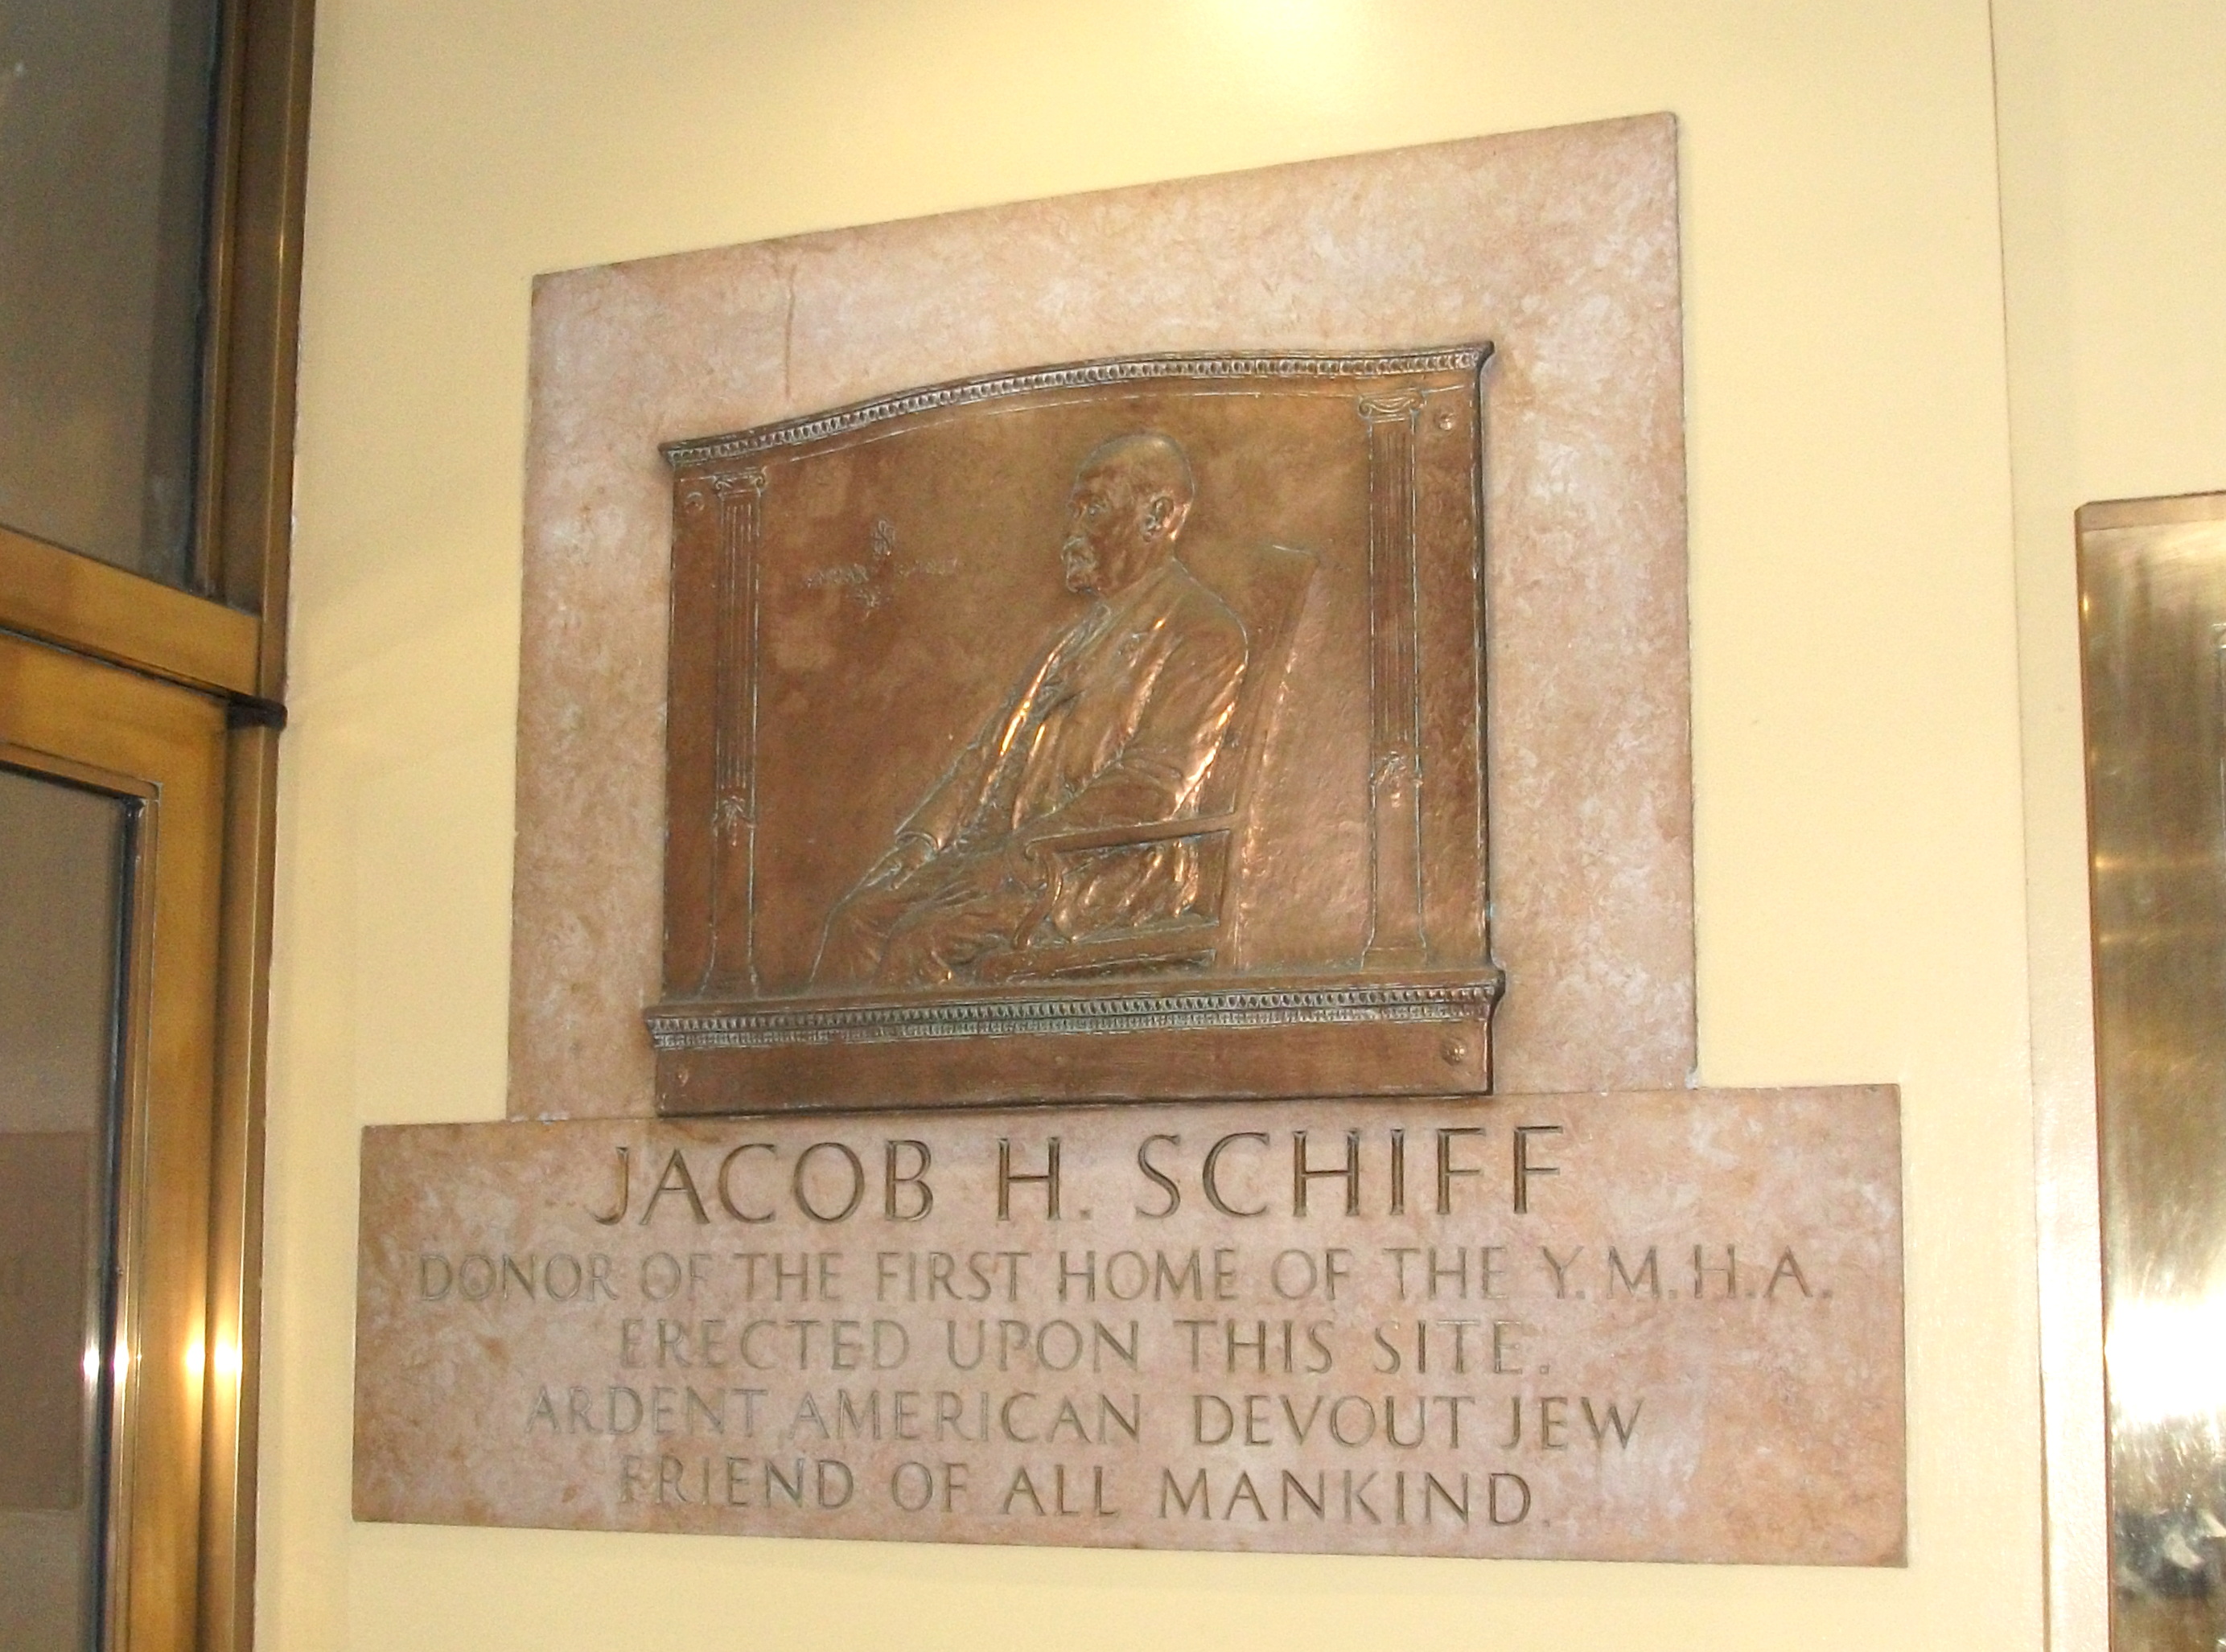 JACOB H. SCHIFF
DONOR OF THE FIRST HOME OF THE Y.M.H.A.
ERECTED UPON THIS SITE.
ARDENT AMERICAN DEVOUT JEW
FRIEND OF ALL MANKIND.